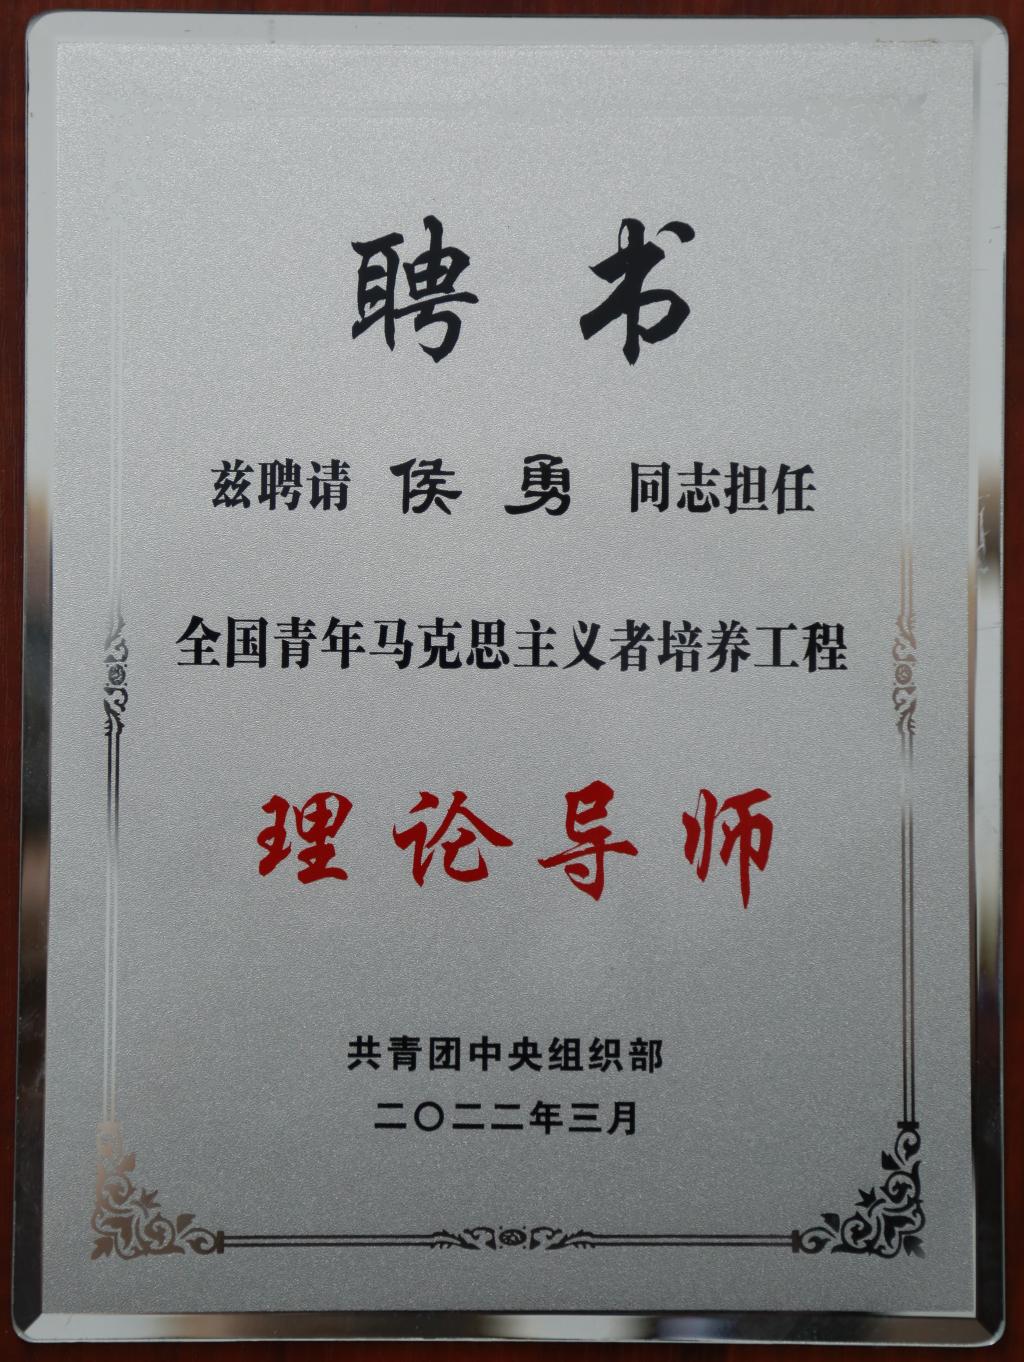 聘书
兹聘请 侯勇 同志担任
全国青年马克思主义者培养工程
理论导师
共青团中央组织部
二〇二二年三月